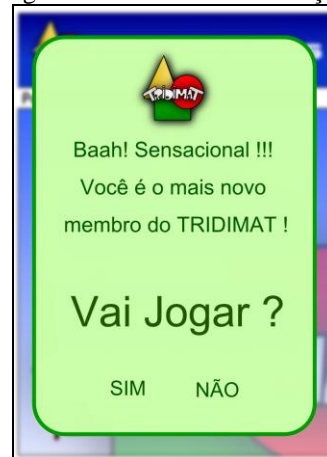 TRIDIMAT
Baah! Sensacional !!!
Você é o mais novo
membro do TRIDIMAT !
Vai Jogar ?
SIM NÃO